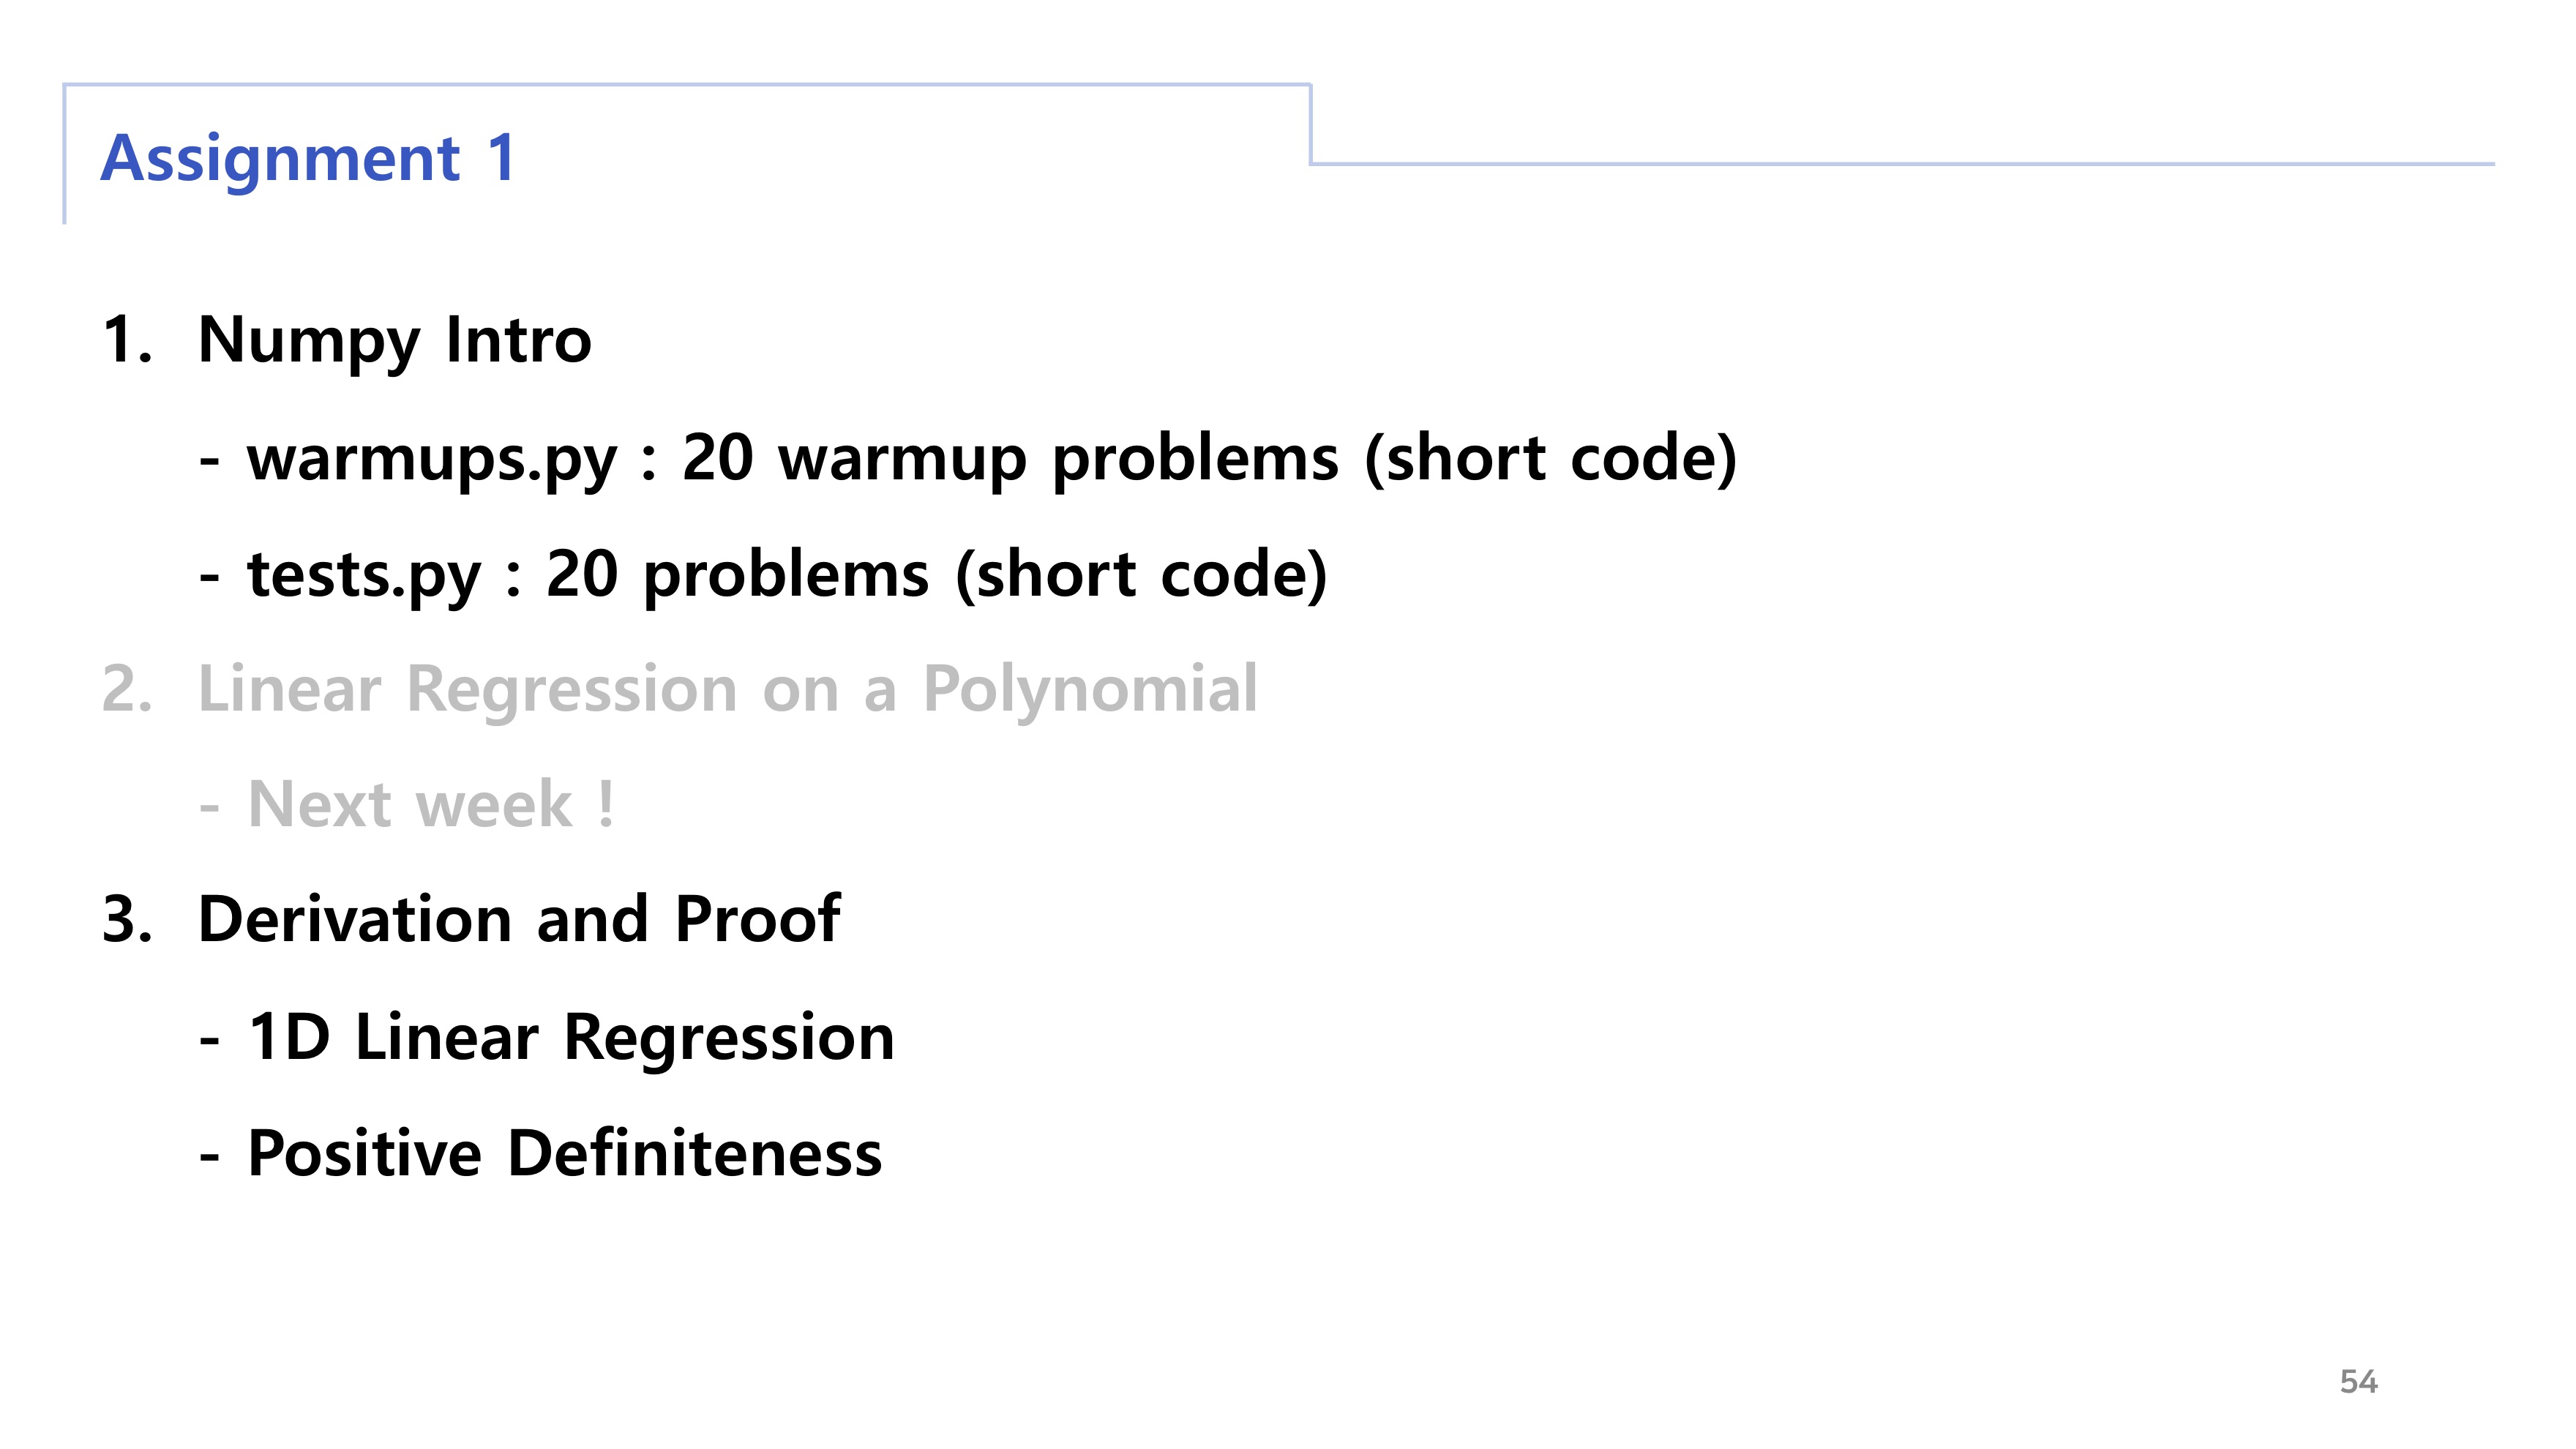 Assignment 1
1. Numpy Intro
- warmups.py : 20 warmup problems (short code)
- tests.py : 20 problems (short code)
2. Linear Regression on a Polynomial
- Next week !
3. Derivation and Proof
- 1D Linear Regression
- Positive Definiteness
54